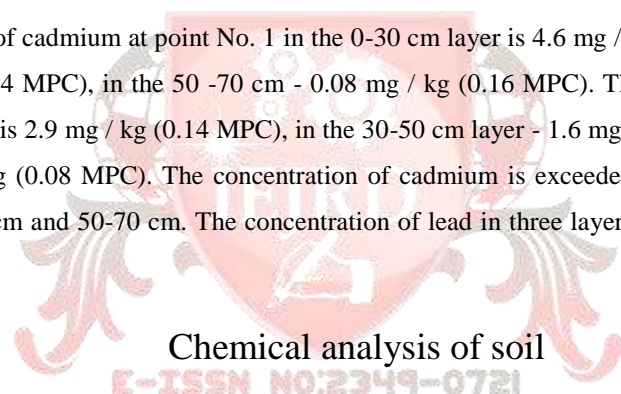 of cadmium at point No. 1 in the 0-30 cm layer is 4.6 mg /
4 MPC), in the 50 -70 cm - 0.08 mg / kg (0.16 MPC). T
is 2.9 mg / kg (0.14 MPC), in the 30-50 cm layer - 1.6 mg
g (0.08 MPC). The concentration of cadmium is exceede
cm and 50-70 cm. The concentration of lead in three layer
Chemical analysis of soil
E-ISSN NO:2349-0721